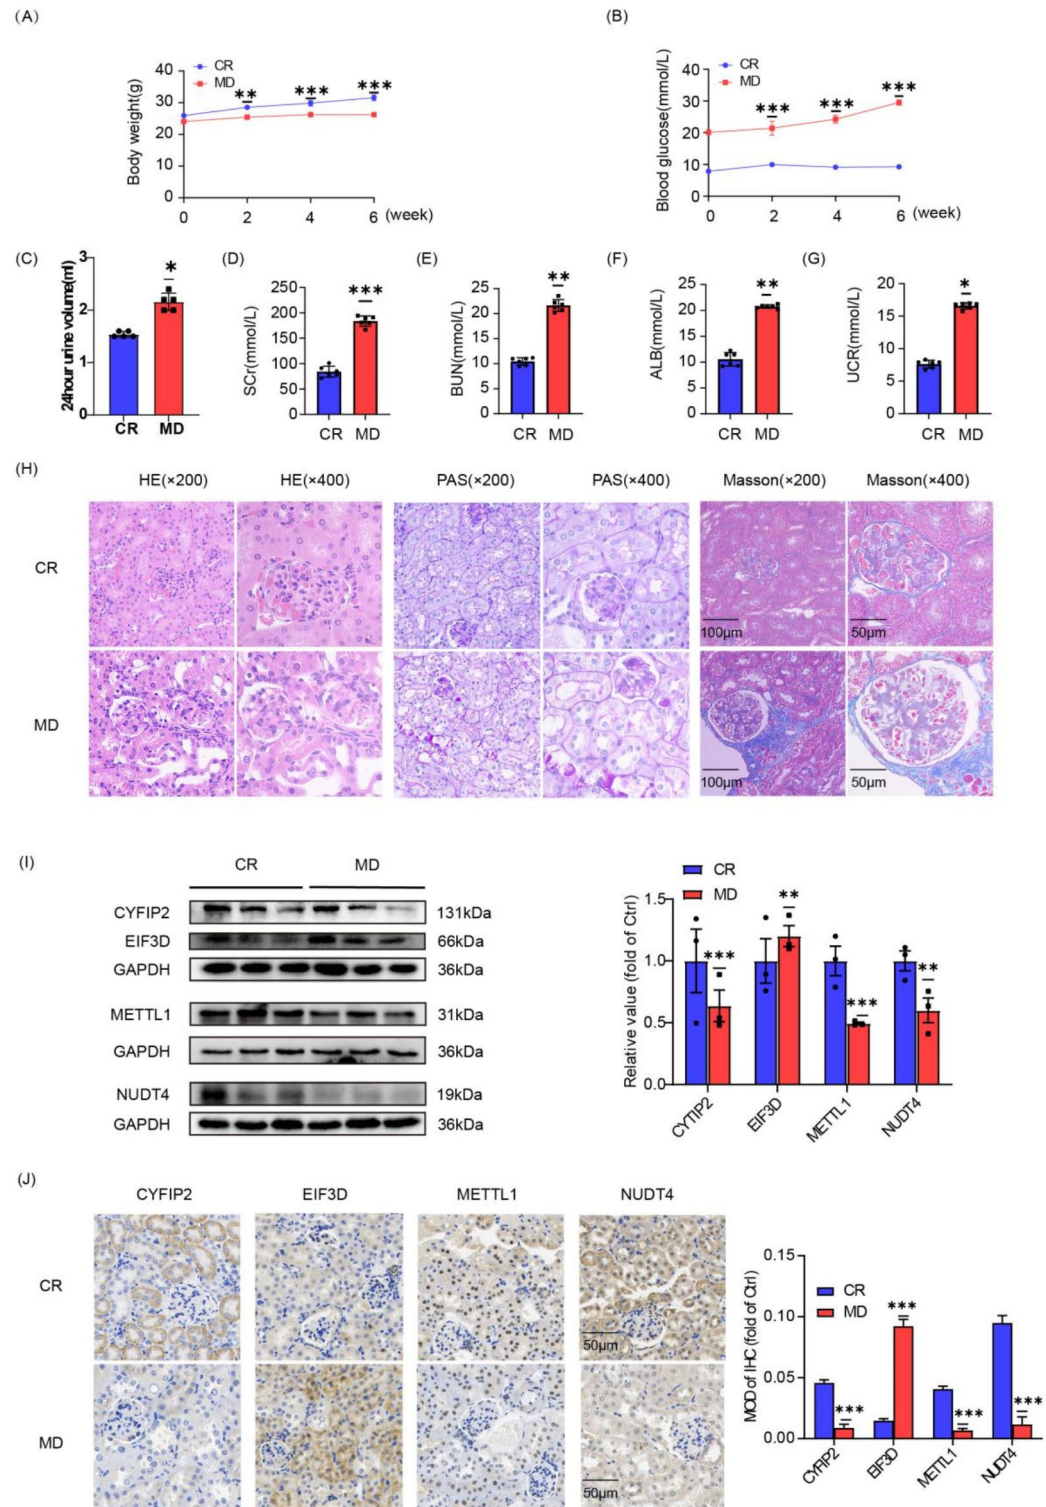 (A)
CR
MD
40
30
20
10
0
Body weight(g)
** *** ***
0 2 4 6 (week)
(B)
CR
MD
40
30
20
10
0
Blood glucose(mmol/L)
*** *** ***
0 2 4 6 (week)
(C)
24hour urine volume(ml)
3
2
1
0
*
CR MD
(D)
SCr(mmol/L)
250
200
150
100
50
0
***
CR MD
(E)
BUN(mmol/L)
25
20
15
10
5
0
**
CR MD
(F)
ALB(mmol/L)
25
20
15
10
5
0
**
CR MD
(G)
UCR(mmol/L)
20
15
10
5
0
*
CR MD
(H)
HE(×200) HE(×400) PAS(×200) PAS(×400) Masson(×200) Masson(×400)
CR
100μm 50μm
MD
100μm 50μm
(I)
CR MD
CYFIP2 131kDa
EIF3D 66kDa
GAPDH 36kDa
METTL1 31kDa
GAPDH 36kDa
NUDT4 19kDa
GAPDH 36kDa
CR
MD
Relative value (fold of Ctrl)
1.5
1.0
0.5
0.0
*** ** *** **
CYTIP2 EIF3D METTL1 NUDT4
(J)
CYFIP2 EIF3D METTL1 NUDT4
CR
50μm
MD
50μm
MOD of IHC (fold of Ctrl)
0.15
0.10
0.05
0.00
CR
MD
*** *** *** ***
CYFIP2 EIF3D METTL1 NUDT4